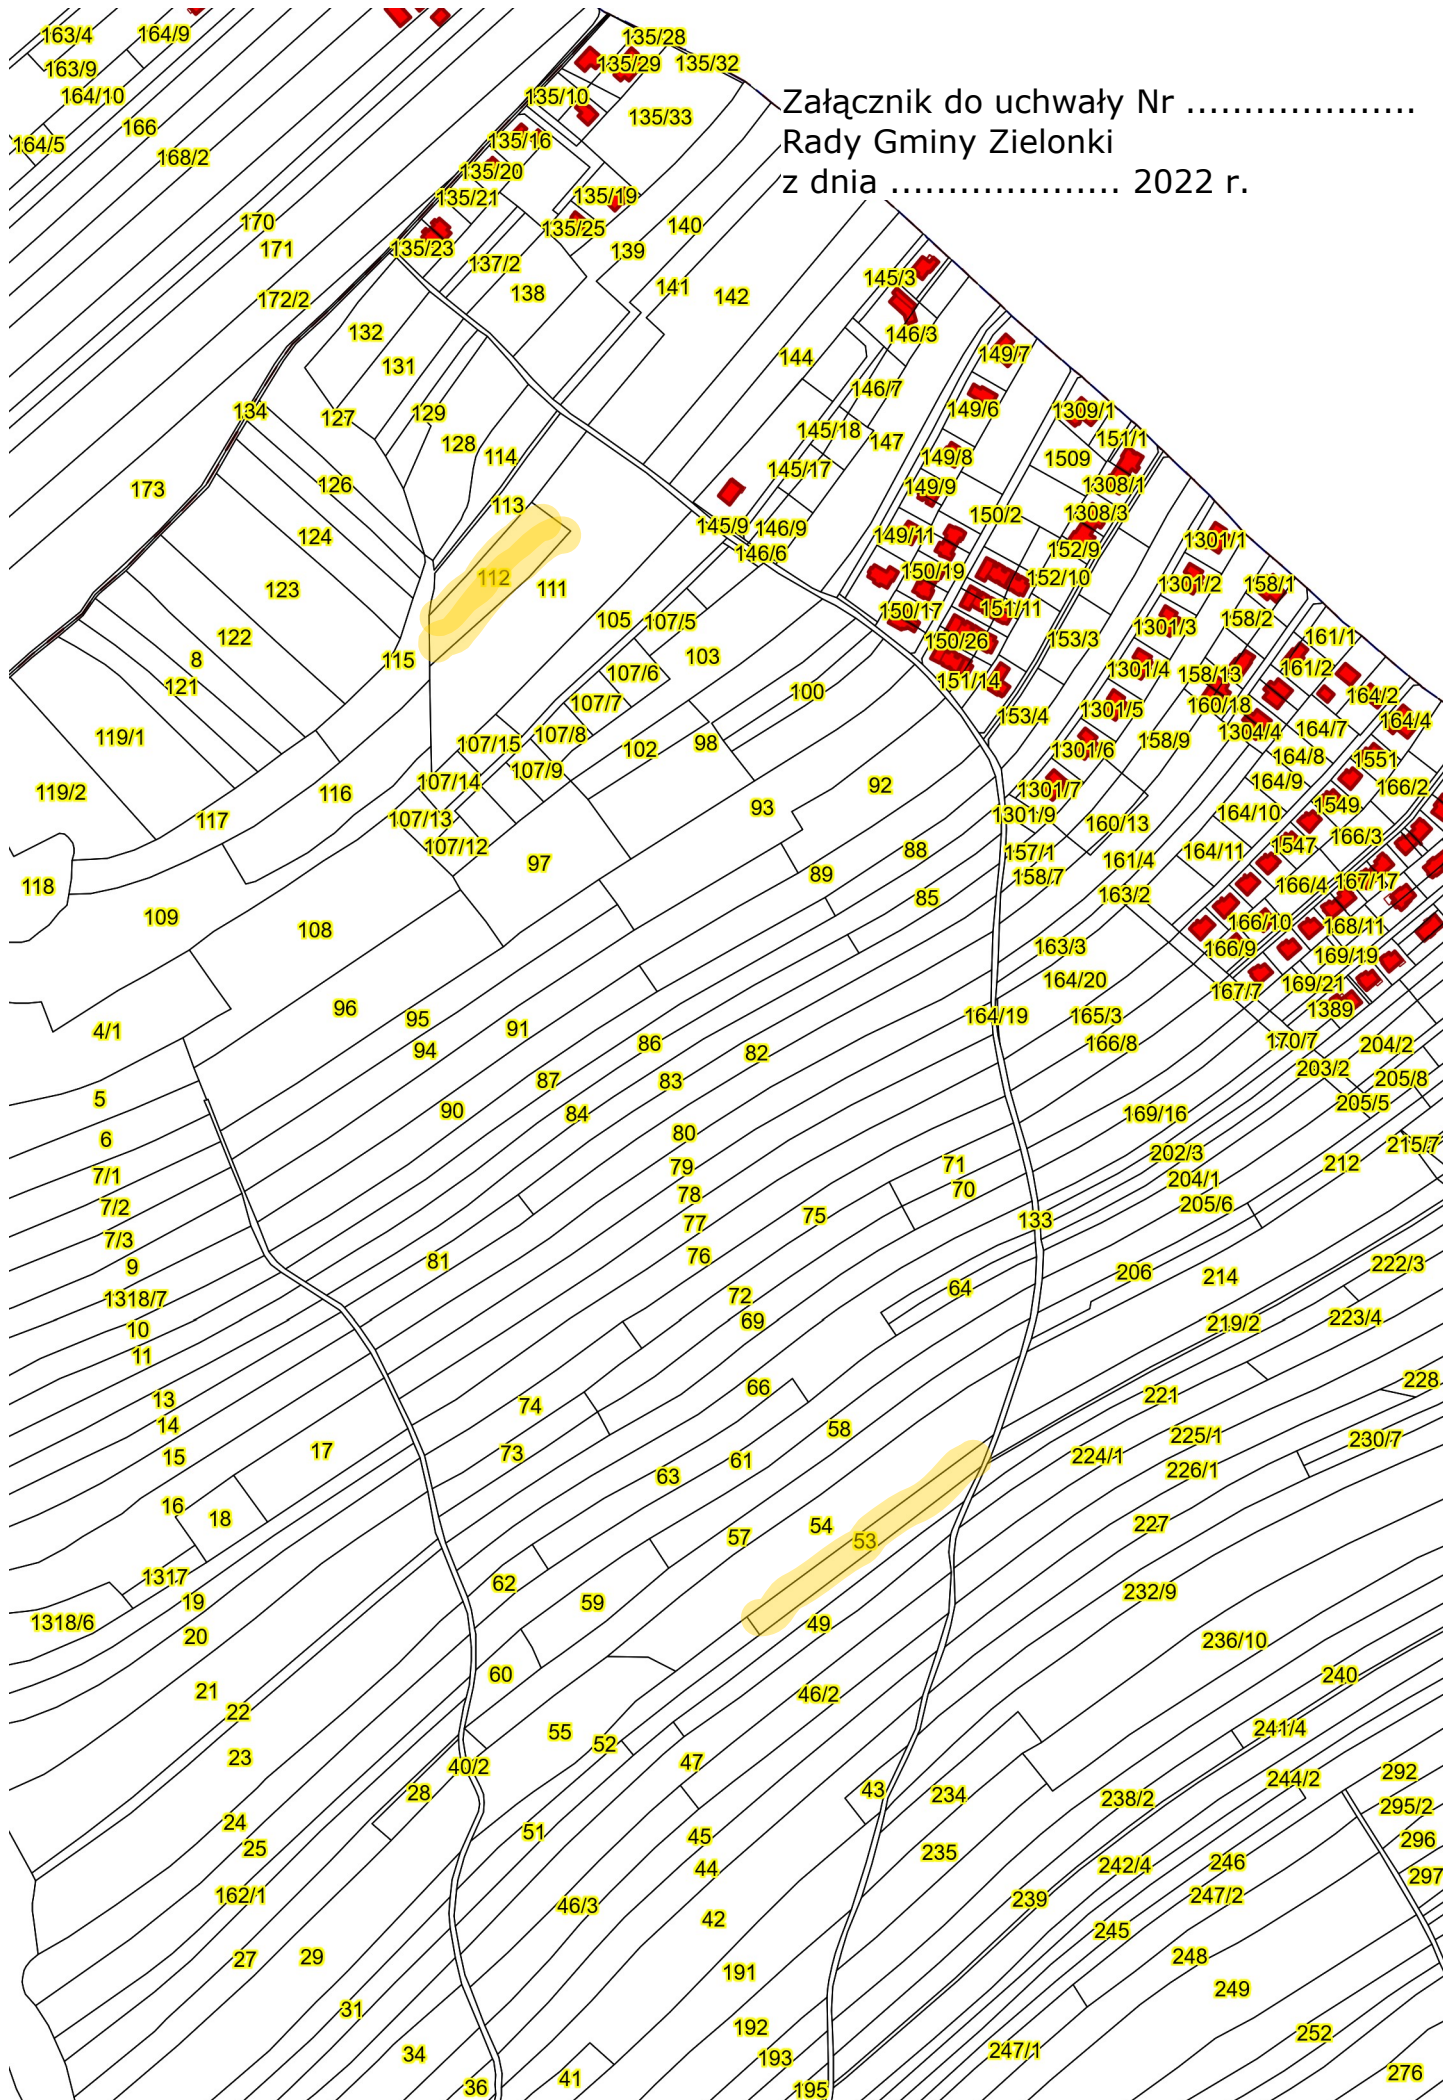 163/4 164/9 135/28
163/9 135/29 135/32
164/10 135/10
Załącznik do uchwały Nr ....................
166 135/33
164/5 168/2 135/16
Rady Gminy Zielonki
135/20
z dnia .................... 2022 r.
135/21 135/19
170 135/25 140
171 135/23 139
137/2 145/3
172/2 138 141 142
132 146/3
131 144 149/7
134 127 129 146/7 149/6 1309/1
128 145/18 147 151/1
114 149/8 1509
173 126 145/17 149/9 1308/1
113 150/2 1308/3
124 145/9 146/9 149/11 152/9 1301/1
146/6
123 112 111 150/19 152/10 1301/2 158/1
105 107/5 150/17 151/11 1301/3 158/2
122 103 150/26 153/3 161/1
8 115 107/6 151/14 1301/4 158/13 161/2
121 107/7 100 153/4 1301/5 160/18 164/2
119/1 107/15 107/8 102 98 1301/6 158/9 1304/4 164/7 164/4
107/14 107/9 92 164/8 1551
119/2 116 93 1301/7 164/9 166/2
117 107/13 1301/9 160/13 164/10 1549
107/12 97 88 157/1 161/4 164/11 1547 166/3
118 89 158/7 166/4 167/17
109 108 85 163/2 166/10 168/11
163/3 166/9 169/19
164/20 167/7 169/21
96 95 91 164/19 165/3 1389
4/1 94 86 82 166/8 170/7 204/2
87 83 203/2 205/8
5 90 84 169/16 205/5
6 80 202/3 215/7
7/1 79 71 204/1 212
7/2 78 70 205/6
7/3 77 75 133
9 81 76 206 214 222/3
1318/7 72 64
10 69 219/2 223/4
11
13 74 66 221 228
14 73 58 225/1 230/7
15 17 63 61 224/1 226/1
16 18 57 54 53 227
1317 62 59 232/9
1318/6 19 49
20 60 236/10
21 46/2 240
22 55 52 241/4
23 40/2 47
28 43 234 238/2 244/2 292
24 51 45 295/2
25 44 235 242/4 246 296
162/1 46/3 239 247/2 297
27 29 42 245 248
191 249
31 192 252
34 193 247/1
36 41 195 276